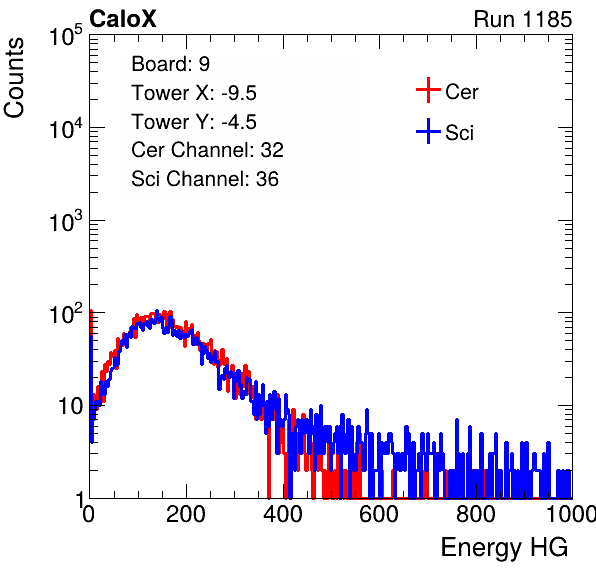 CaloX Run 1185
Counts
10^5
10^4
10^3
10^2
10
1
Board: 9
Tower X: -9.5
Tower Y: -4.5
Cer Channel: 32
Sci Channel: 36
Cer
Sci
0 200 400 600 800 1000
Energy HG